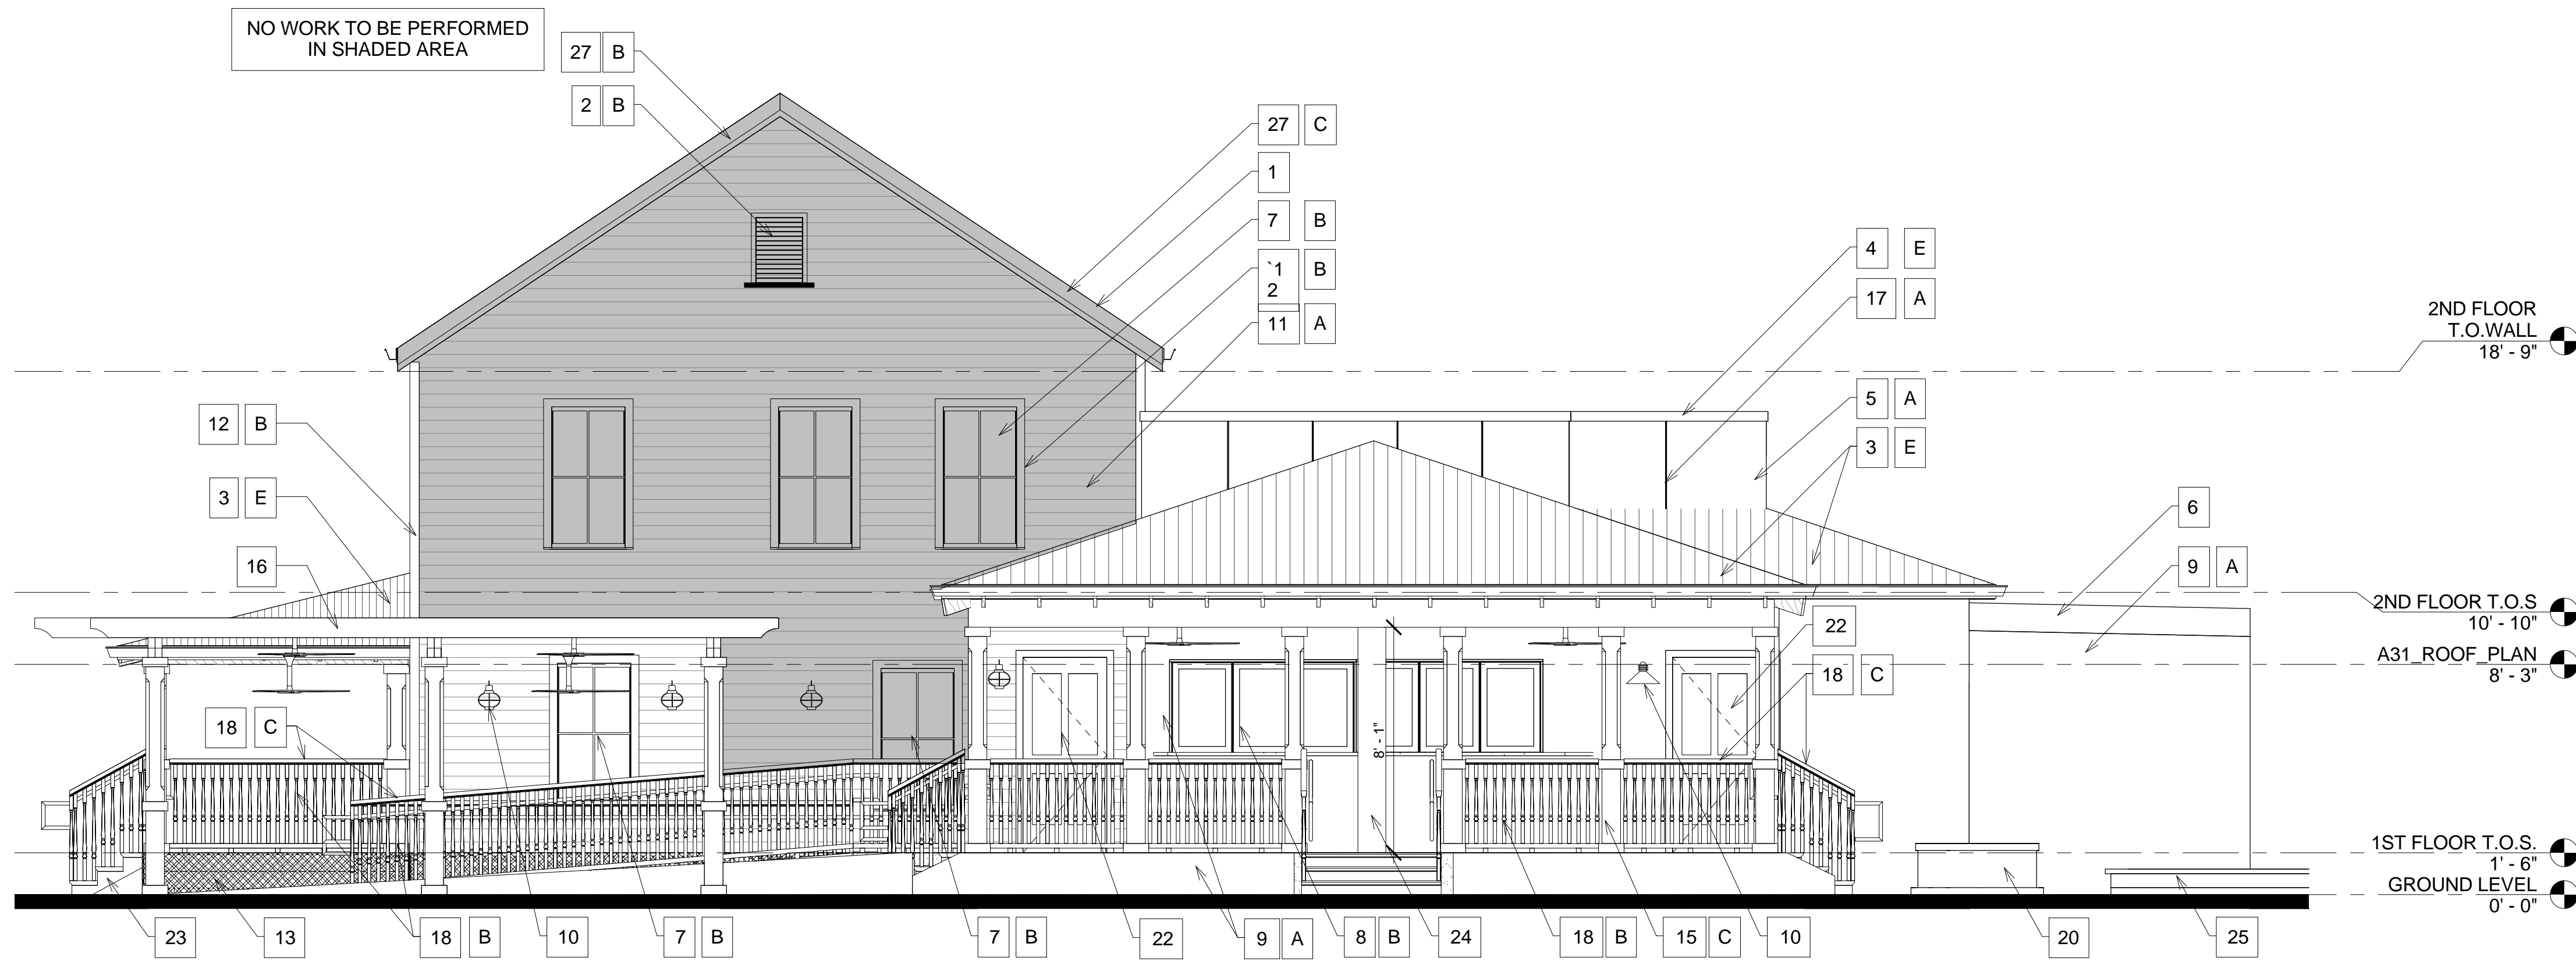 NO WORK TO BE PERFORMED
IN SHADED AREA
27 B
2 B
27 C
1
7 B
`1 B
2
11 A
4 E
17 A
2ND FLOOR
T.O.WALL
18' - 9"
5 A
3 E
12 B
3 E
16
6
9 A
2ND FLOOR T.O.S
10' - 10"
22
A31_ROOF_PLAN
8' - 3"
18 C
18 C
8' - 1"
1ST FLOOR T.O.S.
1' - 6"
GROUND LEVEL
0' - 0"
23
13
18 B
10
7 B
7 B
22
9 A
8 B
24
18 B
15 C
10
20
25